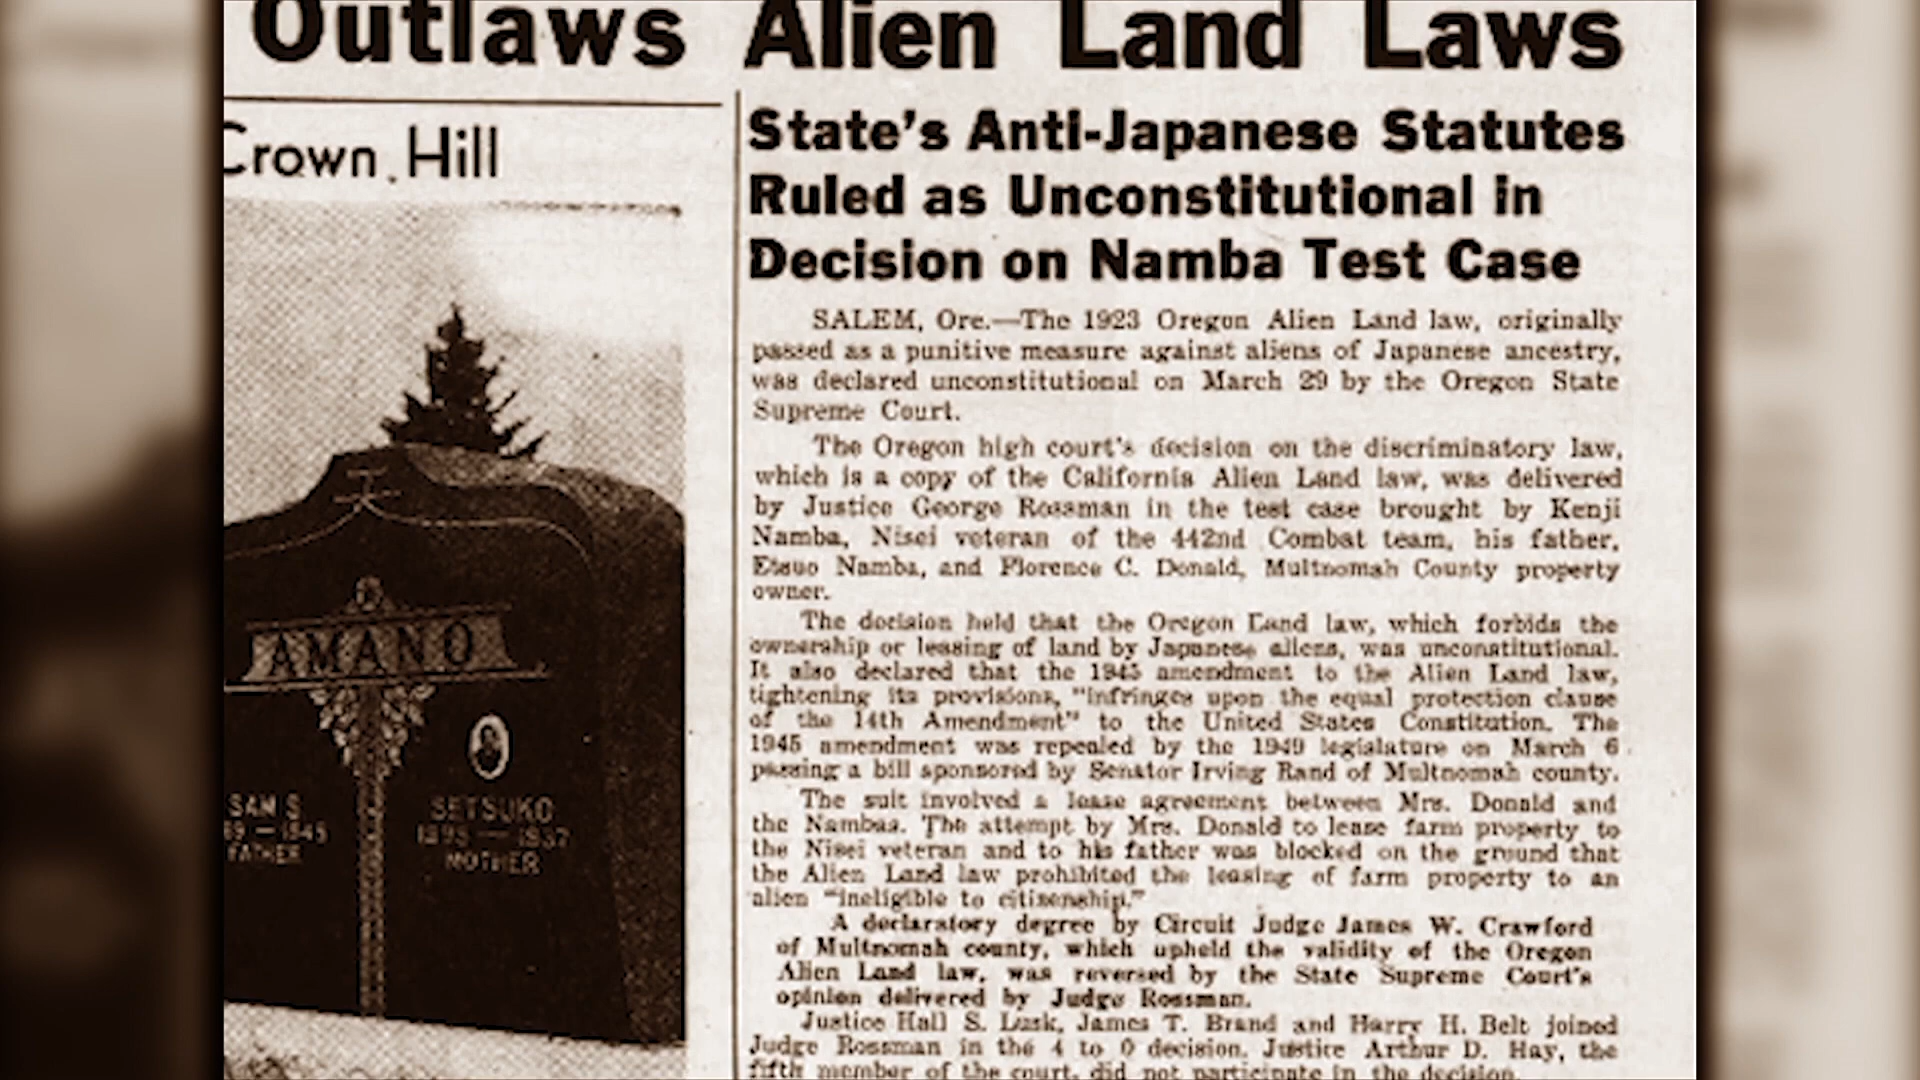 Outlaws Alien Land Laws
Crown Hill
AMANO
SAM S.
1945
FATHER
SETSUKO
MOTHER
State's Anti-Japanese Statutes
Ruled as Unconstitutional in
Decision on Namba Test Case
SALEM, Ore.—The 1923 Oregon Alien Land law, originally
passed as a punitive measure against aliens of Japanese ancestry,
was declared unconstitutional on March 29 by the Oregon State
Supreme Court.
The Oregon high court's decision on the discriminatory law,
which is a copy of the California Alien Land law, was delivered
by Justice George Rossman in the test case brought by Kenji
Namba, Nisei veteran of the 442nd Combat team, his father,
Etsuo Namba, and Florence C. Donald, Multnomah County property
owner.
The decision held that the Oregon Land law, which forbids the
ownership or leasing of land by Japanese aliens, was unconstitutional.
It also declared that the 1945 amendment to the Alien Land law,
tightening its provisions, "infringes upon the equal protection clause
of the 14th Amendment" to the United States Constitution. The
1945 amendment was repealed by the 1949 legislature on March 6
passing a bill sponsored by Senator Irving Rand of Multnomah county.
The suit involved a lease agreement between Mrs. Donald and
the Nambas. The attempt by Mrs. Donald to lease farm property to
the Nisei veteran and to his father was blocked on the ground that
the Alien Land law prohibited the leasing of farm property to an
alien "ineligible to citizenship."
A declaratory degree by Circuit Judge James W. Crawford
of Multnomah county, which upheld the validity of the Oregon
Alien Land law, was reversed by the State Supreme Court's
opinion delivered by Judge Rossman.
Justice Hall S. Lusk, James T. Brand and Harry H. Belt joined
Judge Rossman in the 4 to 0 decision. Justice Arthur D. Hay, the
fifth member of the court, did not participate in the decision.